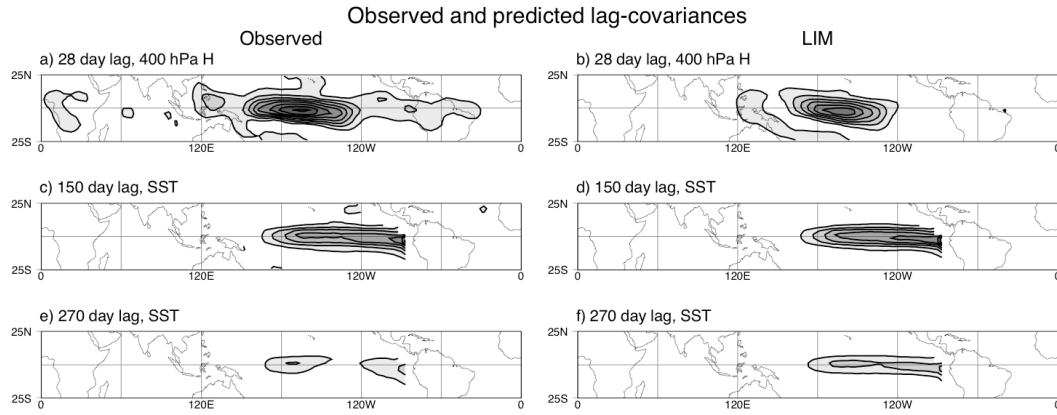 Observed and predicted lag-covariances
Observed
LIM
a) 28 day lag, 400 hPa H
b) 28 day lag, 400 hPa H
25N
25N
25S
25S
0
120E
120W
0
0
120E
120W
0
c) 150 day lag, SST
d) 150 day lag, SST
25N
25N
25S
25S
0
120E
120W
0
0
120E
120W
0
e) 270 day lag, SST
f) 270 day lag, SST
25N
25N
25S
25S
0
120E
120W
0
0
120E
120W
0